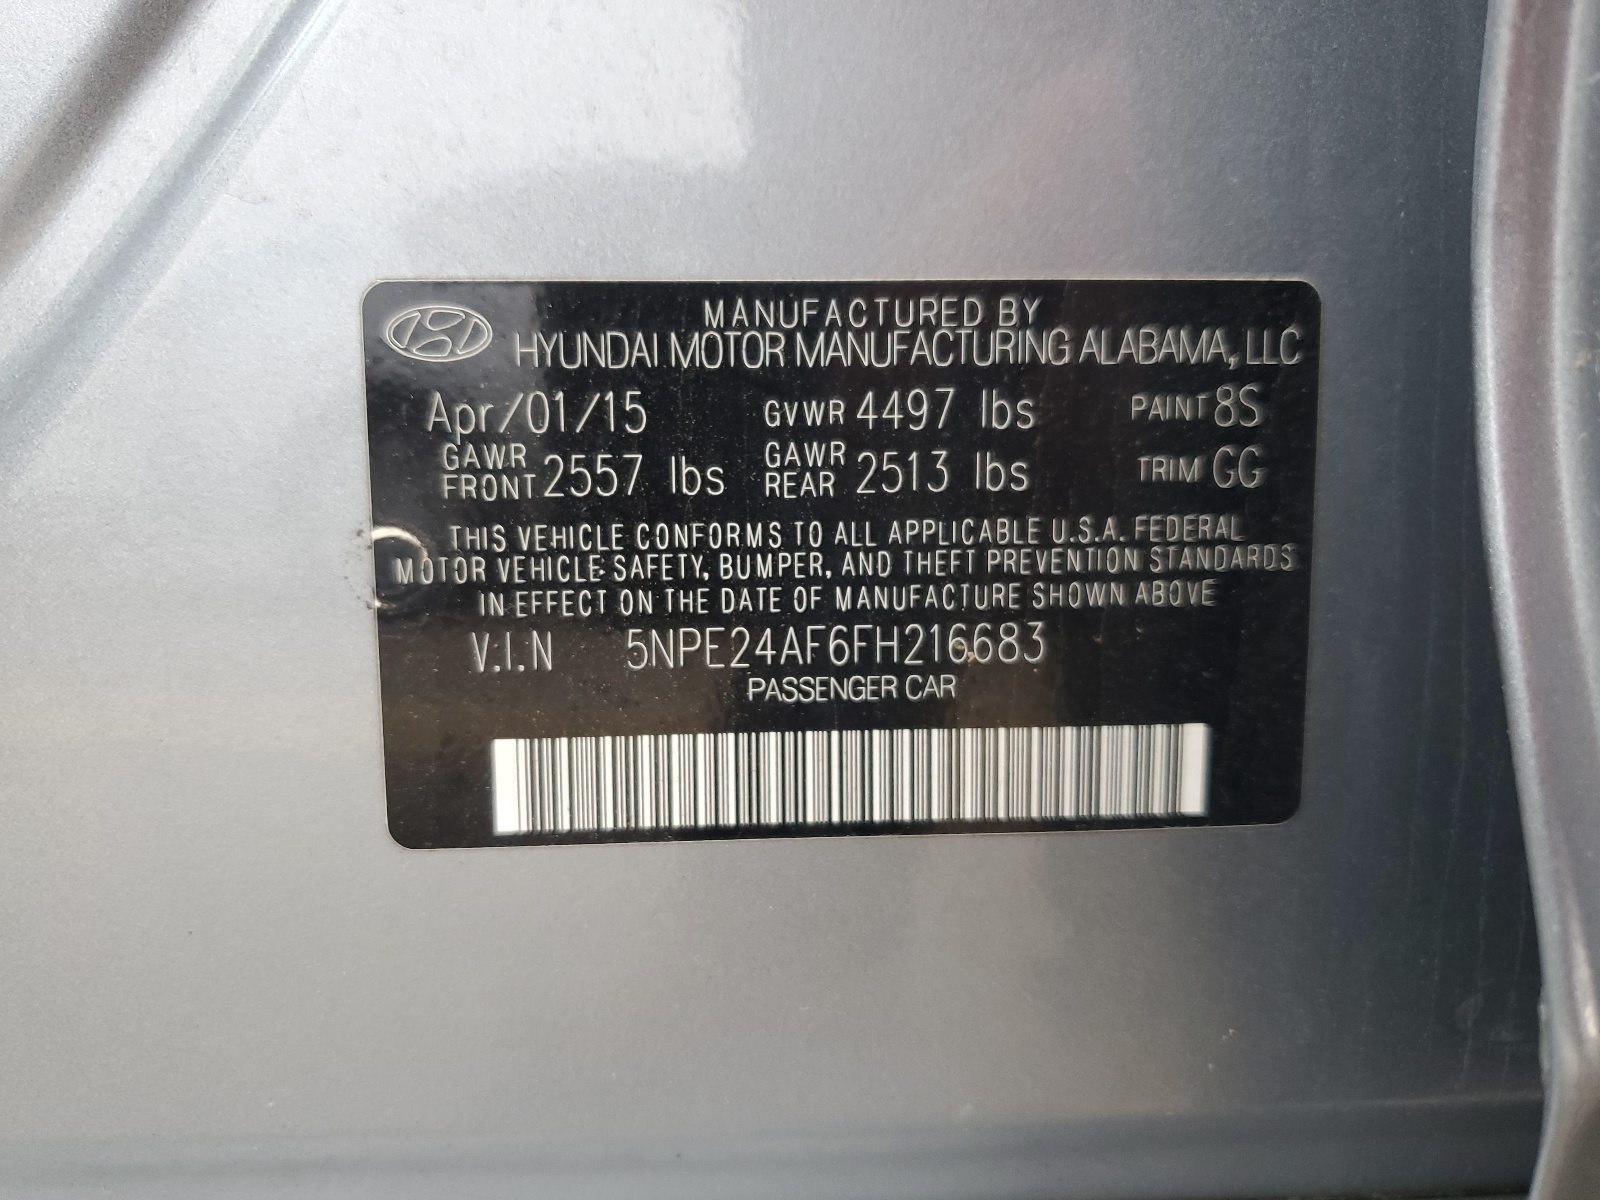 MANUFACTURED BY
HYUNDAI MOTOR MANUFACTURING ALABAMA, LLC
Apr/01/15 GVWR 4497 lbs PAINT 8S
GAWR FRONT 2557 lbs GAWR REAR 2513 lbs TRIM GG
THIS VEHICLE CONFORMS TO ALL APPLICABLE U.S.A. FEDERAL
MOTOR VEHICLE SAFETY, BUMPER, AND THEFT PREVENTION STANDARDS
IN EFFECT ON THE DATE OF MANUFACTURE SHOWN ABOVE
V.I.N 5NPE24AF6FH216683
PASSENGER CAR